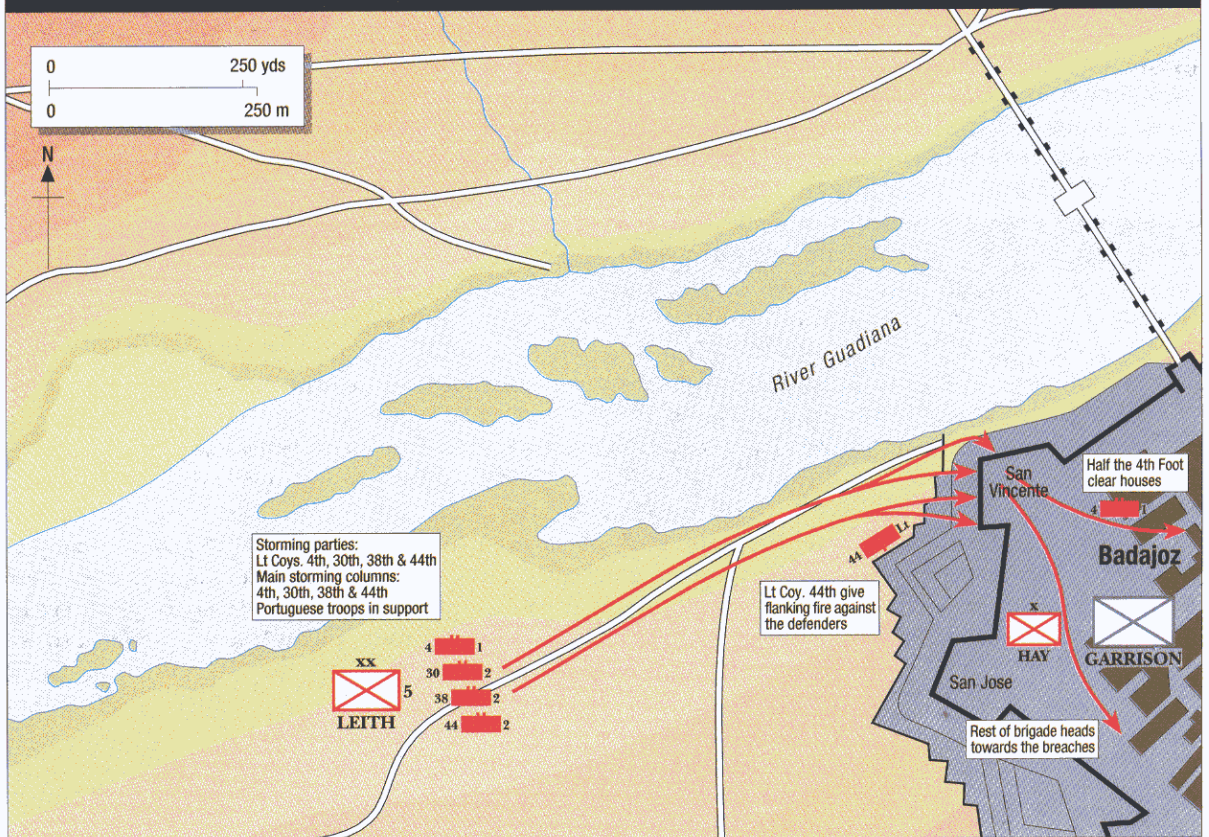 0 250 yds
0 250 m
N
River Guadiana
San
Vincente
Half the 4th Foot
clear houses
4 1
Badajoz
44 Lt
Storming parties:
Lt Coys. 4th, 30th, 38th & 44th
Main storming columns:
4th, 30th, 38th & 44th
Portuguese troops in support
Lt Coy. 44th give
flanking fire against
the defenders
x
HAY
GARRISON
xx
5
LEITH
4 1
30 2
38 2
44 2
San Jose
Rest of brigade heads
towards the breaches